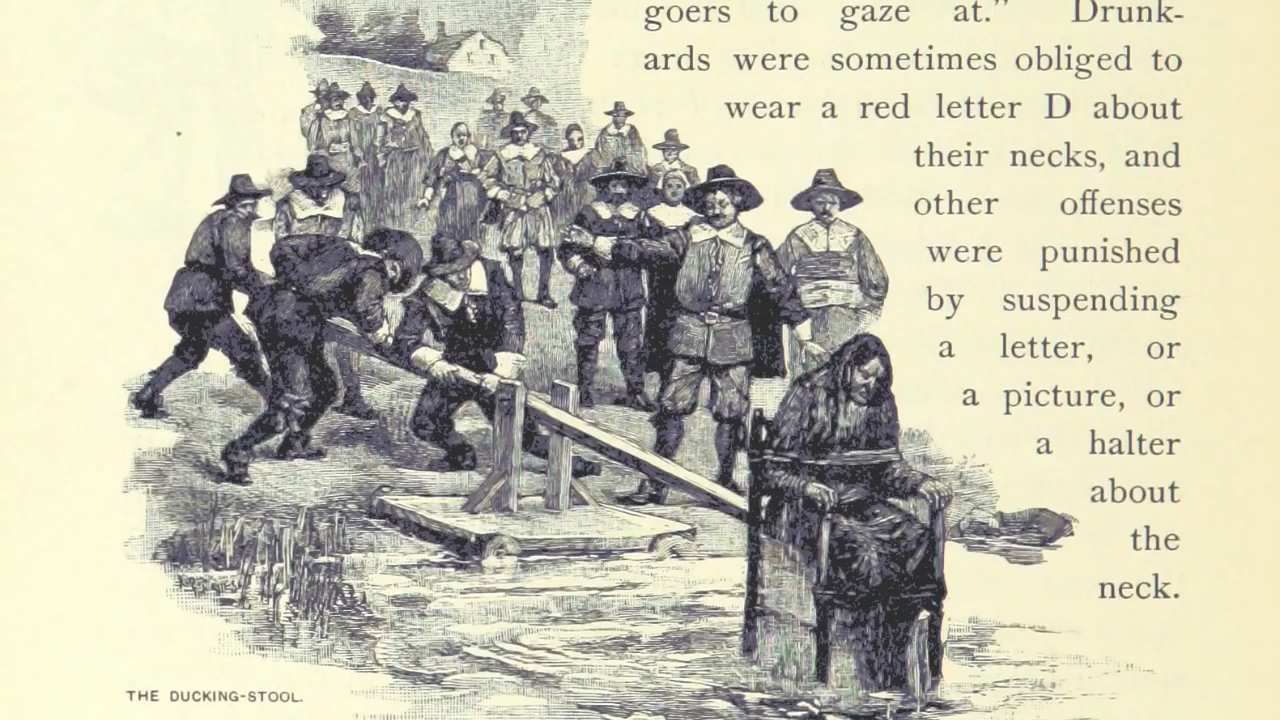 goers to gaze at.” Drunk-
ards were sometimes obliged to
wear a red letter D about
their necks, and
other offenses
were punished
by suspending
a letter, or
a picture, or
a halter
about
the
neck.
THE DUCKING-STOOL.